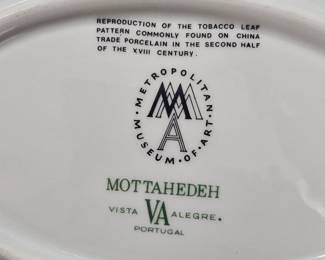 REPRODUCTION OF THE TOBACCO LEAF
PATTERN COMMONLY FOUND ON CHINA
TRADE PORCELAIN IN THE SECOND HALF
OF THE XVIII CENTURY.
METROPOLITAN
MMA
MUSEUM·OF·ART·
MOTTAHEDEH
VISTA VA ALEGRE.
PORTUGAL